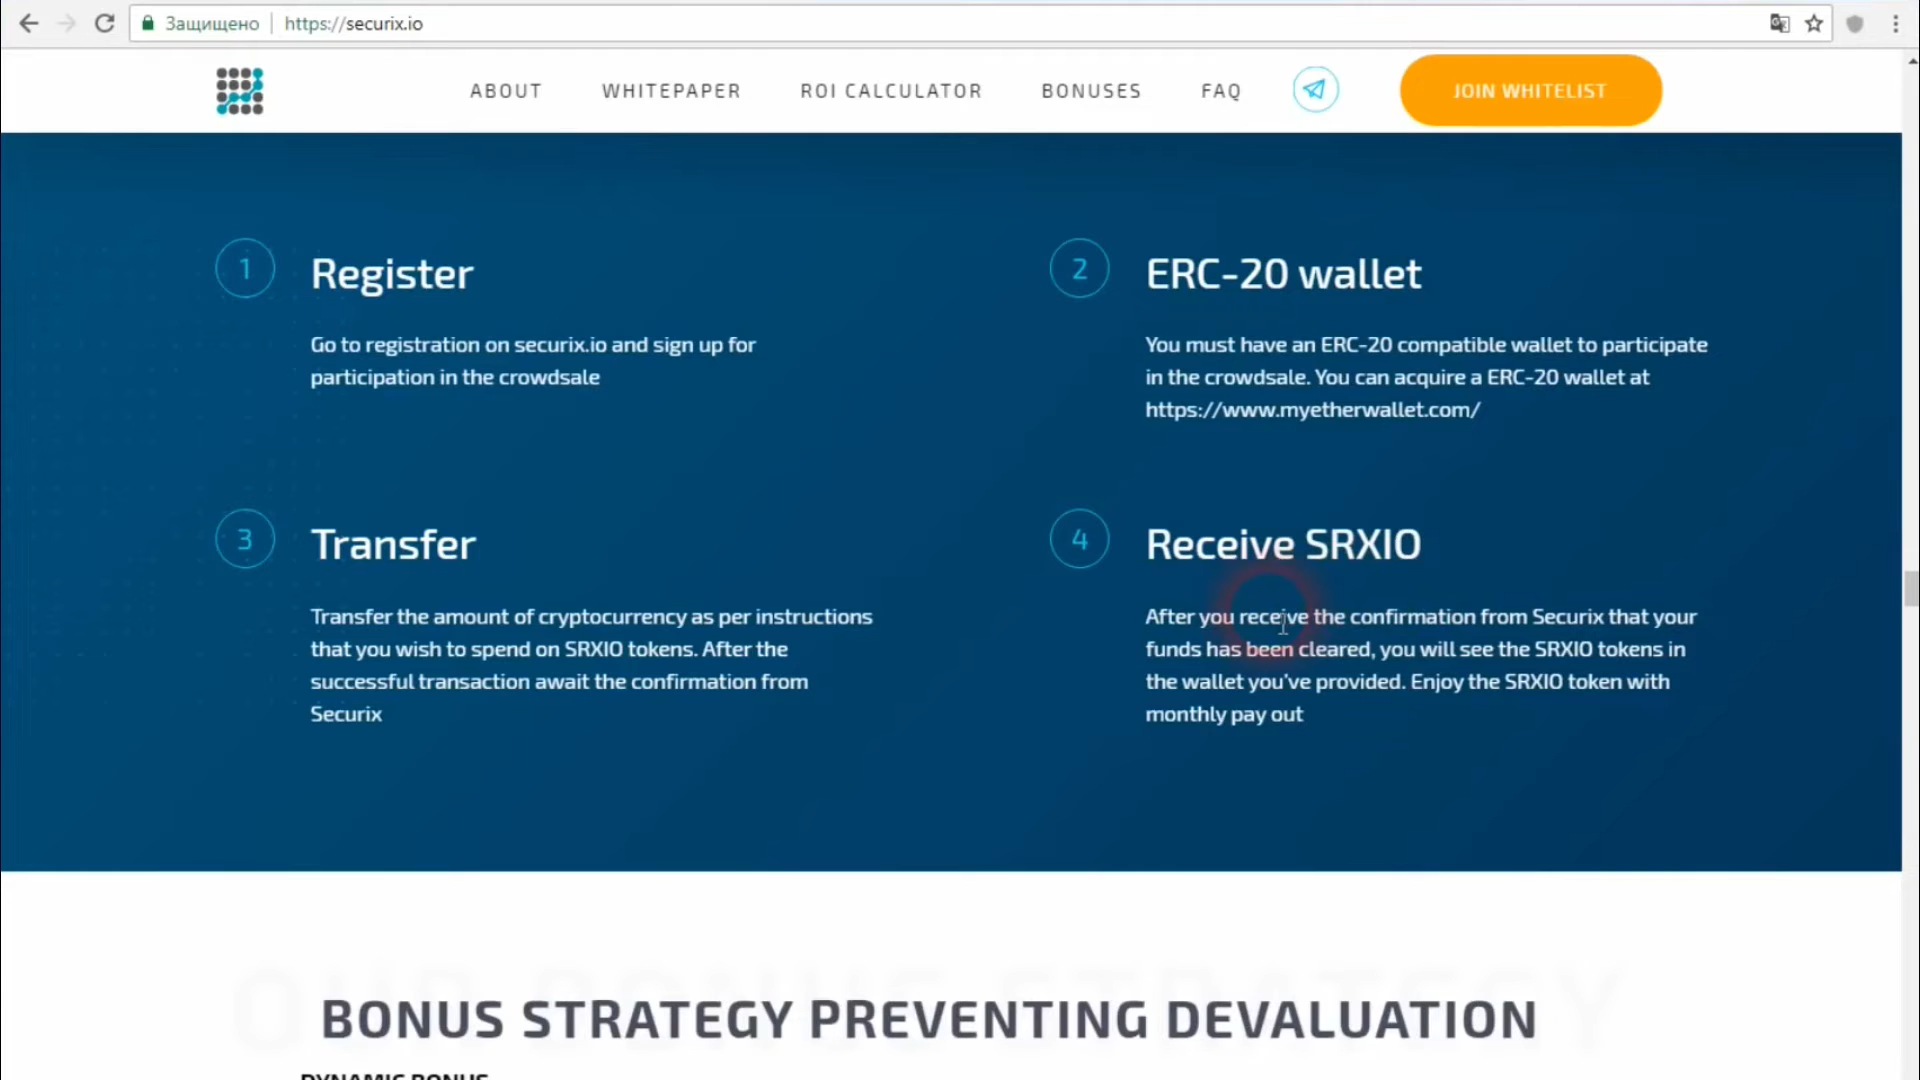 Защищено https://securix.io
ABOUT WHITEPAPER ROI CALCULATOR BONUSES FAQ JOIN WHITELIST
1 Register
Go to registration on securix.io and sign up for
participation in the crowdsale
2 ERC-20 wallet
You must have an ERC-20 compatible wallet to participate
in the crowdsale. You can acquire a ERC-20 wallet at
https://www.myetherwallet.com/
3 Transfer
Transfer the amount of cryptocurrency as per instructions
that you wish to spend on SRXIO tokens. After the
successful transaction await the confirmation from
Securix
4 Receive SRXIO
After you receive the confirmation from Securix that your
funds has been cleared, you will see the SRXIO tokens in
the wallet you've provided. Enjoy the SRXIO token with
monthly pay out
OUR BONUS STRATEGY
BONUS STRATEGY PREVENTING DEVALUATION
DYNAMIC BONUS